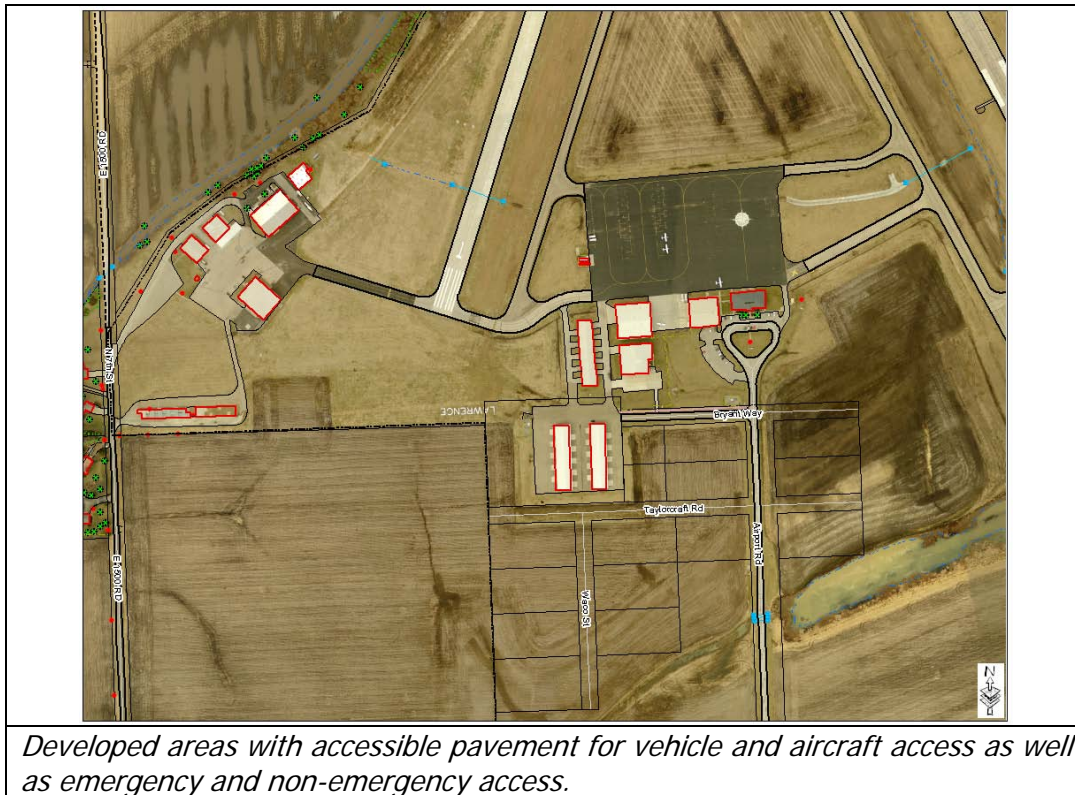 E 1500 RD
N 7th St
LAWRENCE
Bryant Way
Taylorcraft Rd
Airport Rd
Waco St
E 1500 RD
N
Developed areas with accessible pavement for vehicle and aircraft access as well
as emergency and non-emergency access.